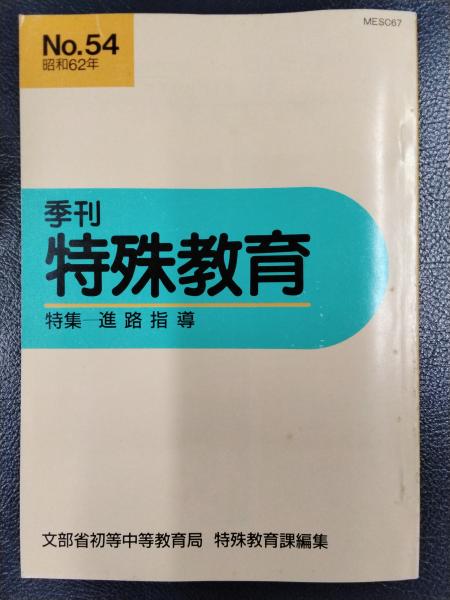 MESC67
No.54
昭和62年
季刊
特殊教育
特集─進路指導
文部省初等中等教育局 特殊教育課編集